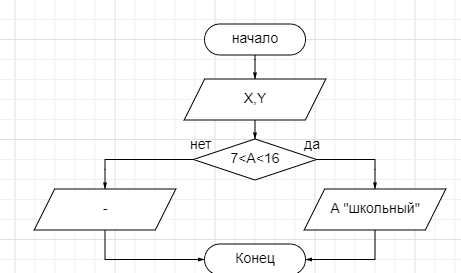 начало
X,Y
нет
да
7<A<16
-
А "школьный"
Конец